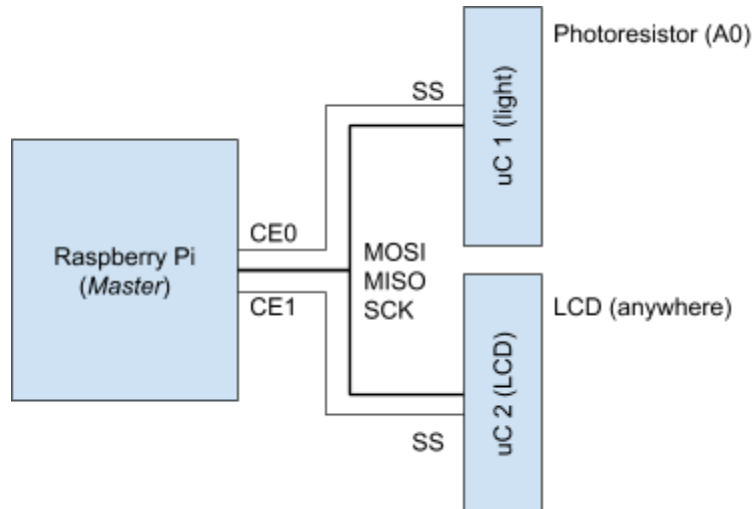 Photoresistor (A0)
SS
uC 1 (light)
CE0
Raspberry Pi
(Master)
MOSI
MISO
SCK
CE1
LCD (anywhere)
uC 2 (LCD)
SS